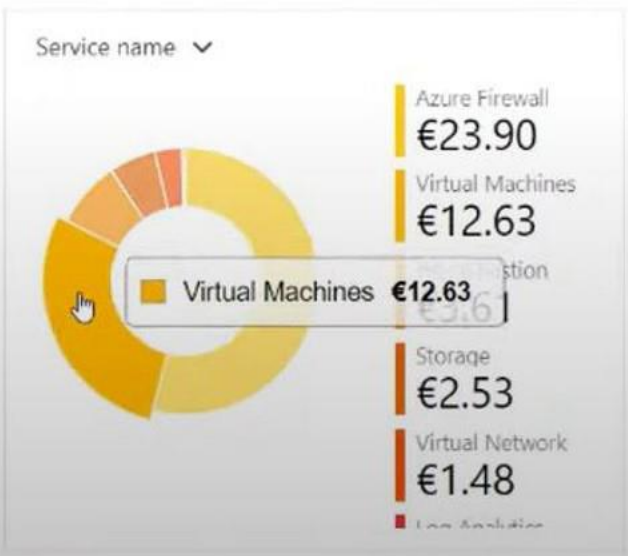 Service name
Azure Firewall
€23.90
Virtual Machines
€12.63
Virtual Machines €12.63
Storage
€2.53
Virtual Network
€1.48